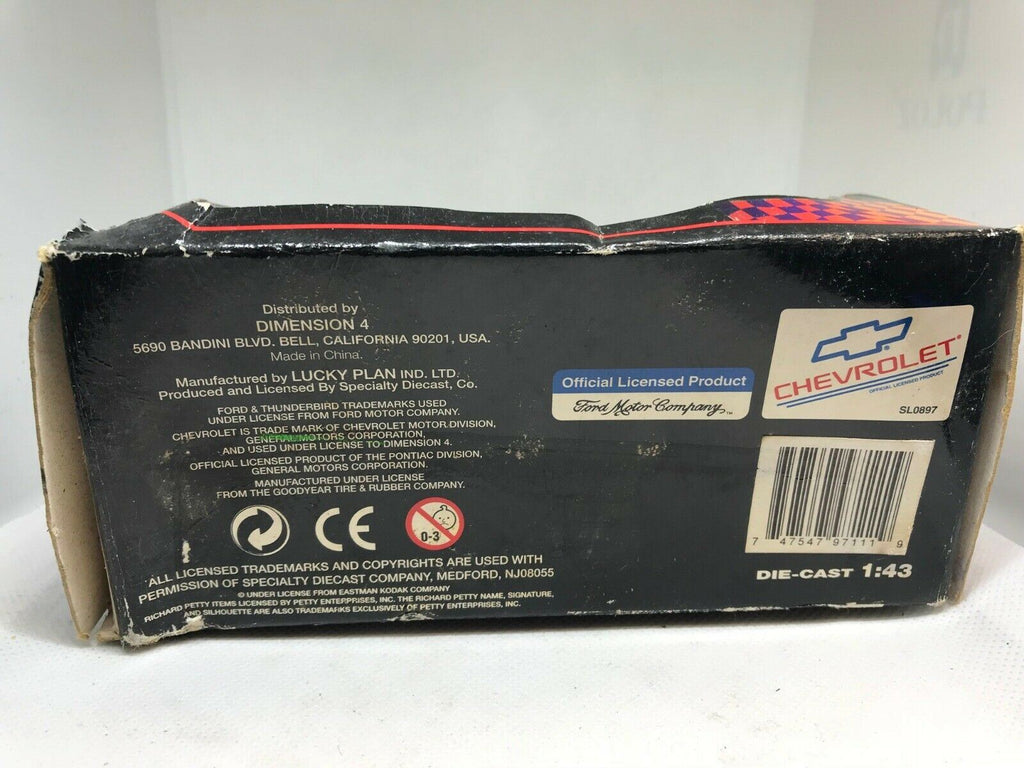 Distributed by
DIMENSION 4
5690 BANDINI BLVD. BELL, CALIFORNIA 90201, USA.
Made in China.
Manufactured by LUCKY PLAN IND. LTD.
Produced and Licensed By Specialty Diecast, Co.
FORD & THUNDERBIRD TRADEMARKS USED
UNDER LICENSE FROM FORD MOTOR COMPANY.
CHEVROLET IS TRADE MARK OF CHEVROLET MOTOR DIVISION,
GENERAL MOTORS CORPORATION,
AND USED UNDER LICENSE TO DIMENSION 4.
OFFICIAL LICENSED PRODUCT OF THE PONTIAC DIVISION,
GENERAL MOTORS CORPORATION.
MANUFACTURED UNDER LICENSE
FROM THE GOODYEAR TIRE & RUBBER COMPANY.
CE
0-3
ALL LICENSED TRADEMARKS AND COPYRIGHTS ARE USED WITH
PERMISSION OF SPECIALTY DIECAST COMPANY, MEDFORD, NJ08055
© UNDER LICENSE FROM EASTMAN KODAK COMPANY
RICHARD PETTY ITEMS LICENSED BY PETTY ENTERPRISES, INC. THE RICHARD PETTY NAME, SIGNATURE,
AND SILHOUETTE ARE ALSO TRADEMARKS EXCLUSIVELY OF PETTY ENTERPRISES, INC.
Official Licensed Product
Ford Motor Company™
CHEVROLET®
OFFICIAL LICENSED PRODUCT
SL0897
7 47547 97111 9
DIE-CAST 1:43